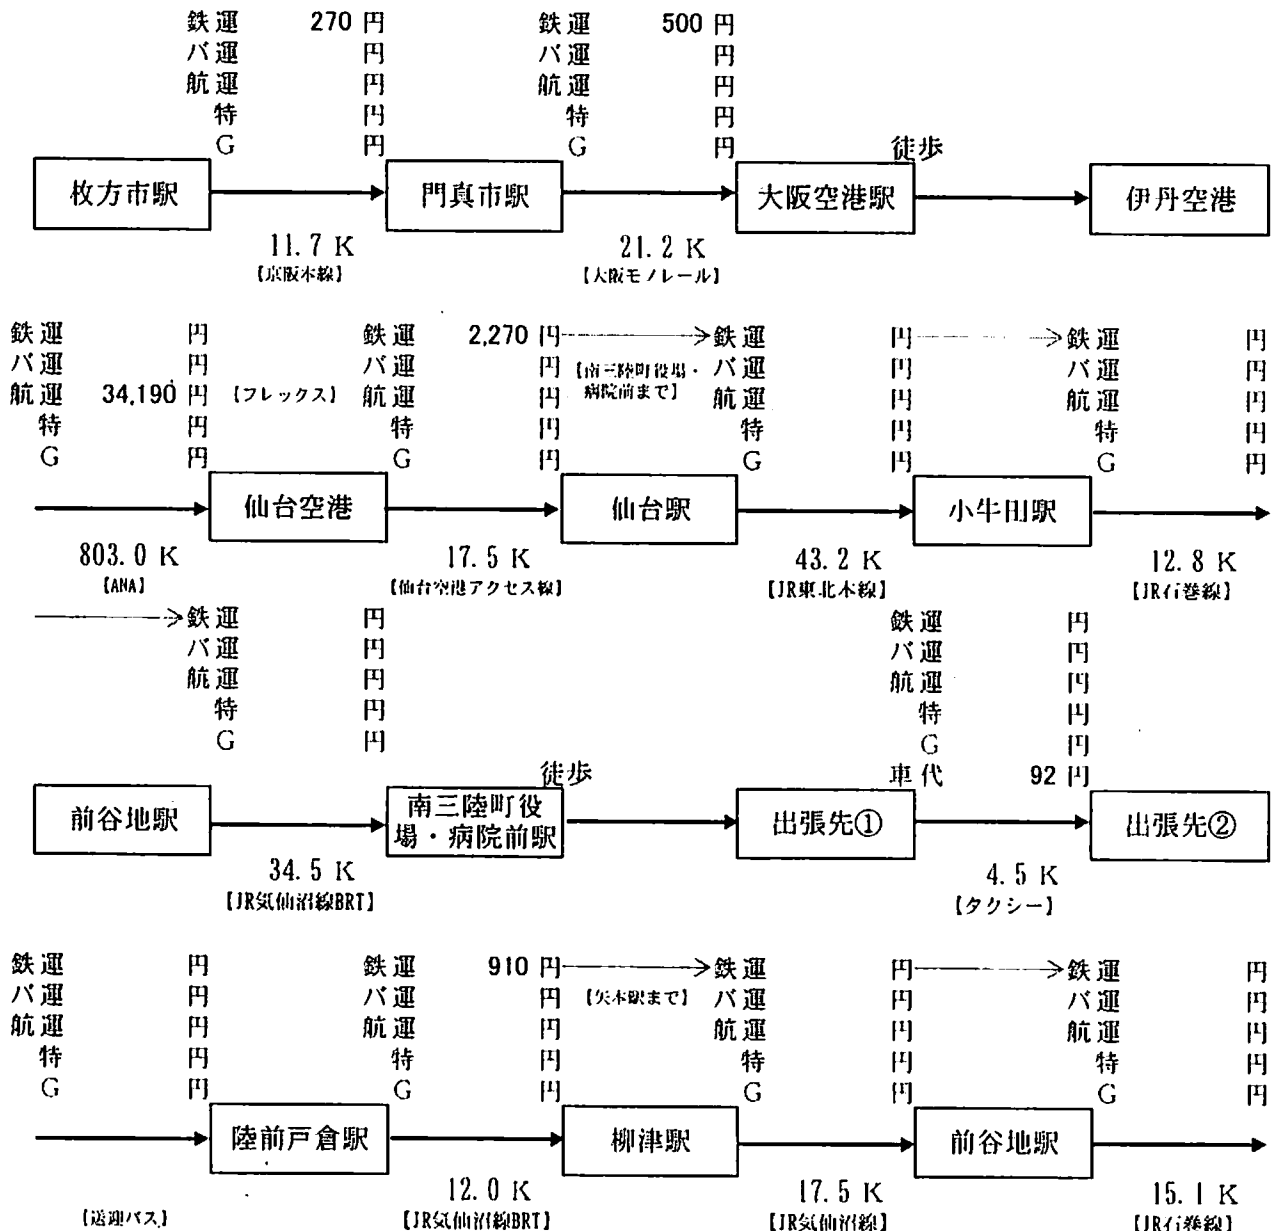 鉄運 270 円 鉄運 500 円
バ運 円 バ運 円
航運 円 航運 円
特 円 特 円
G 円 G 円
徒歩
枚方市駅 門真市駅 大阪空港駅 伊丹空港
11.7 K 21.2 K
【京阪本線】 【大阪モノレール】
鉄運 円 鉄運 2,270 円 鉄運 円 鉄運 円
バ運 円 バ運 円 【南三陸町役場・ バ運 円 バ運 円
航運 34,190 円 【フレックス】 航運 円 病院前まで】 航運 円 航運 円
特 円 特 円 特 円 特 円
G 円 G 円 G 円 G 円
仙台空港 仙台駅 小牛田駅
803.0 K 17.5 K 43.2 K 12.8 K
【ANA】 【仙台空港アクセス線】 【JR東北本線】 【JR石巻線】
鉄運 円 鉄運 円
バ運 円 バ運 円
航運 円 航運 円
特 円 特 円
G 円 G 円
徒歩 車代 92 円
前谷地駅 南三陸町役 出張先① 出張先②
場・病院前駅
34.5 K 4.5 K
【JR気仙沼線BRT】 【タクシー】
鉄運 円 鉄運 910 円 鉄運 円 鉄運 円
バ運 円 バ運 円 【矢本駅まで】 バ運 円 バ運 円
航運 円 航運 円 航運 円 航運 円
特 円 特 円 特 円 特 円
G 円 G 円 G 円 G 円
陸前戸倉駅 柳津駅 前谷地駅
12.0 K 17.5 K 15.1 K
【送迎バス】 【JR気仙沼線BRT】 【JR気仙沼線】 【JR石巻線】